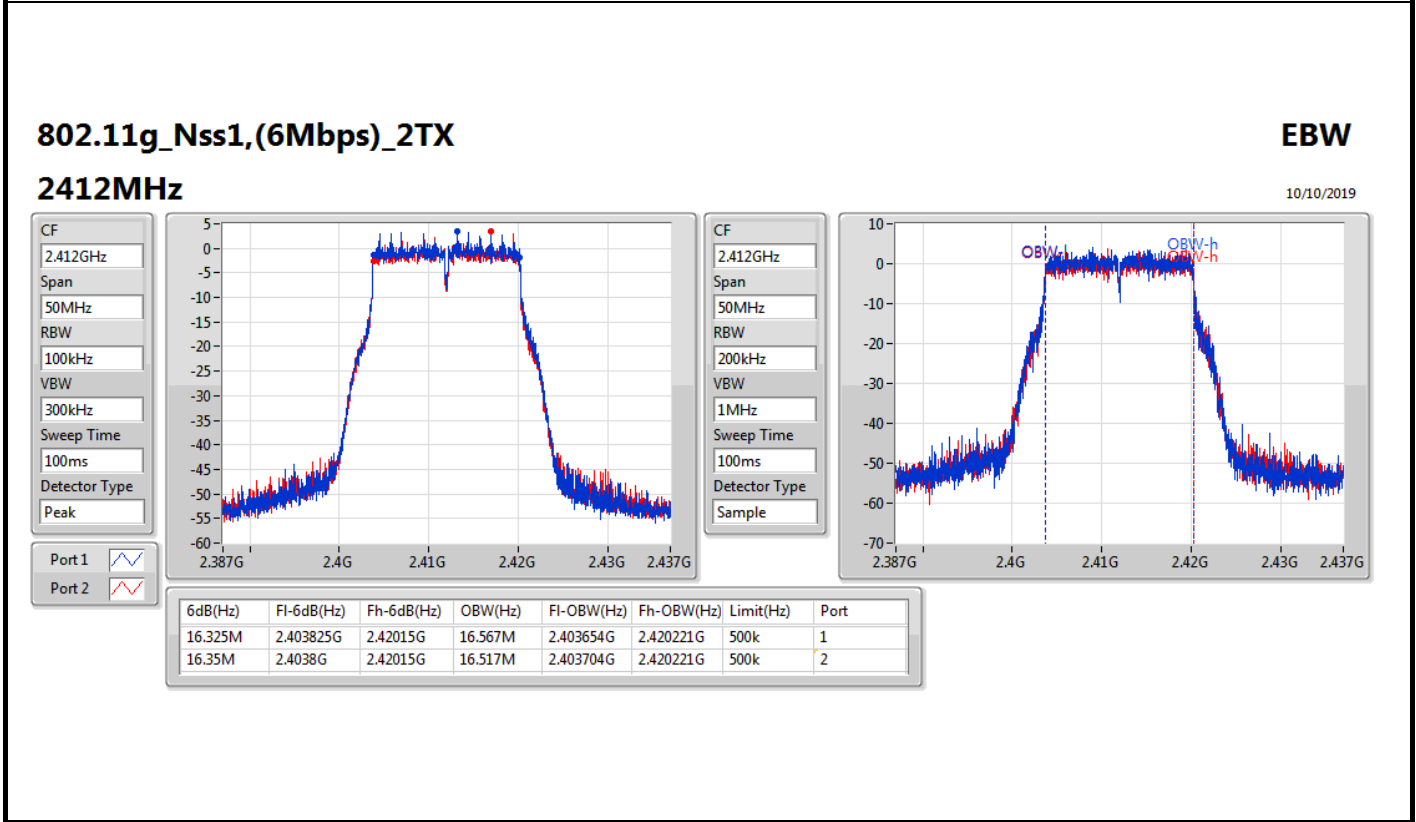 802.11g_Nss1,(6Mbps)_2TX EBW
2412MHz 10/10/2019
CF
2.412GHz
Span
50MHz
RBW
100kHz
VBW
300kHz
Sweep Time
100ms
Detector Type
Peak
Port 1
Port 2
5
0
-5
-10
-15
-20
-25
-30
-35
-40
-45
-50
-55
-60
2.387G 2.4G 2.41G 2.42G 2.43G 2.437G
CF
2.412GHz
Span
50MHz
RBW
200kHz
VBW
1MHz
Sweep Time
100ms
Detector Type
Sample
10
0
-10
-20
-30
-40
-50
-60
-70
OBW-l
OBW-h
OBW-h
2.387G 2.4G 2.41G 2.42G 2.43G 2.437G
6dB(Hz) Fl-6dB(Hz) Fh-6dB(Hz) OBW(Hz) Fl-OBW(Hz) Fh-OBW(Hz) Limit(Hz) Port
16.325M 2.403825G 2.42015G 16.567M 2.403654G 2.420221G 500k 1
16.35M 2.4038G 2.42015G 16.517M 2.403704G 2.420221G 500k 2